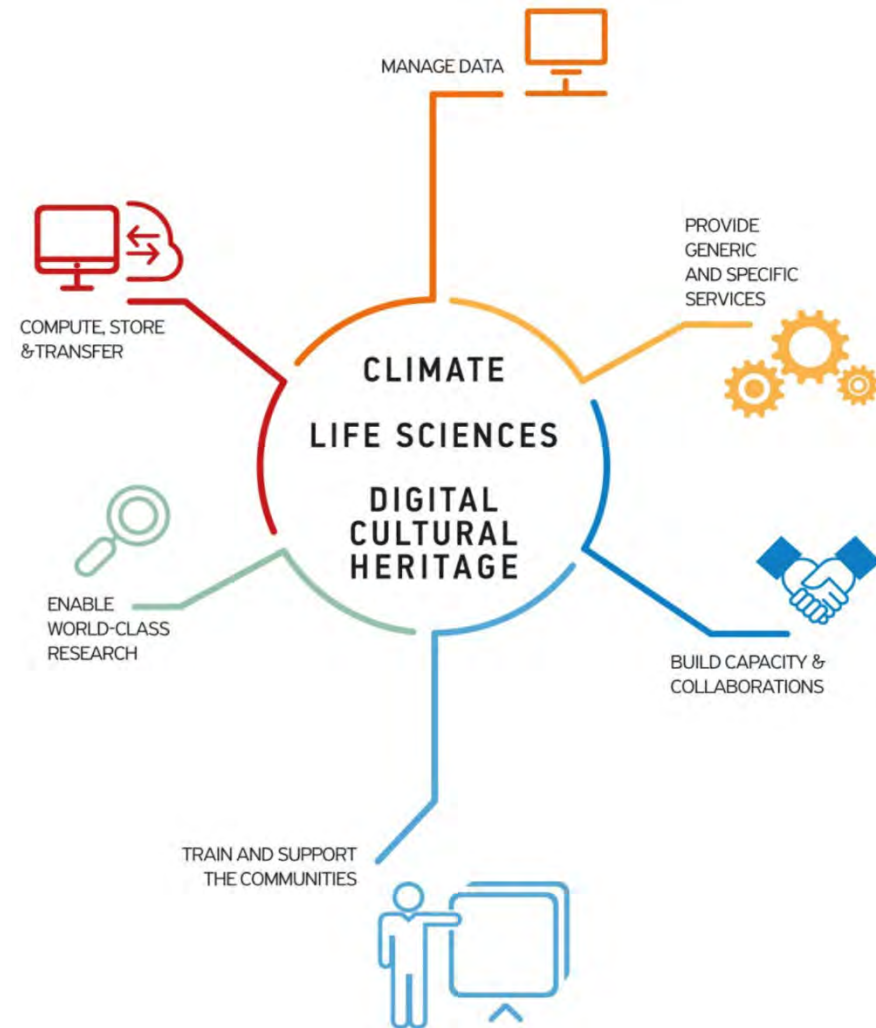 MANAGE DATA
PROVIDE
GENERIC
AND SPECIFIC
SERVICES
COMPUTE, STORE
&TRANSFER
CLIMATE
LIFE SCIENCES
DIGITAL
CULTURAL
HERITAGE
ENABLE
WORLD-CLASS
RESEARCH
BUILD CAPACITY &
COLLABORATIONS
TRAIN AND SUPPORT
THE COMMUNITIES